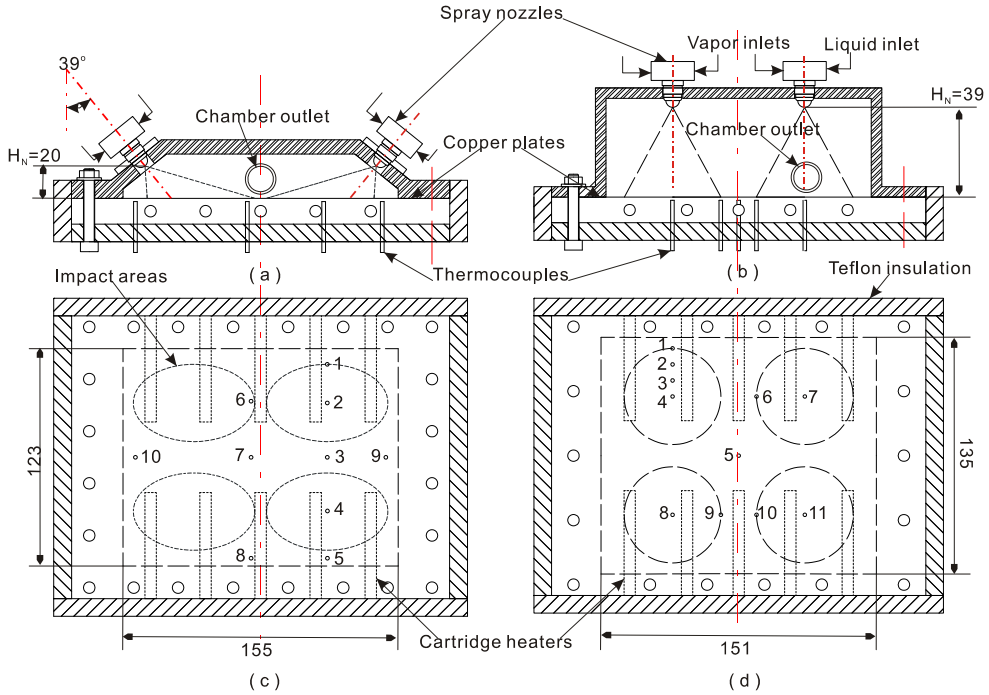 Spray nozzles
39°
Vapor inlets
Liquid inlet
Chamber outlet
Copper plates
H_N=20
Chamber outlet
H_N=39
Thermocouples
( a )
( b )
Impact areas
Teflon insulation
1
2
3
4
5
6
7
8
9
10
123
155
Cartridge heaters
( c )
1
2
3
4
5
6
7
8
9
10
11
135
151
( d )